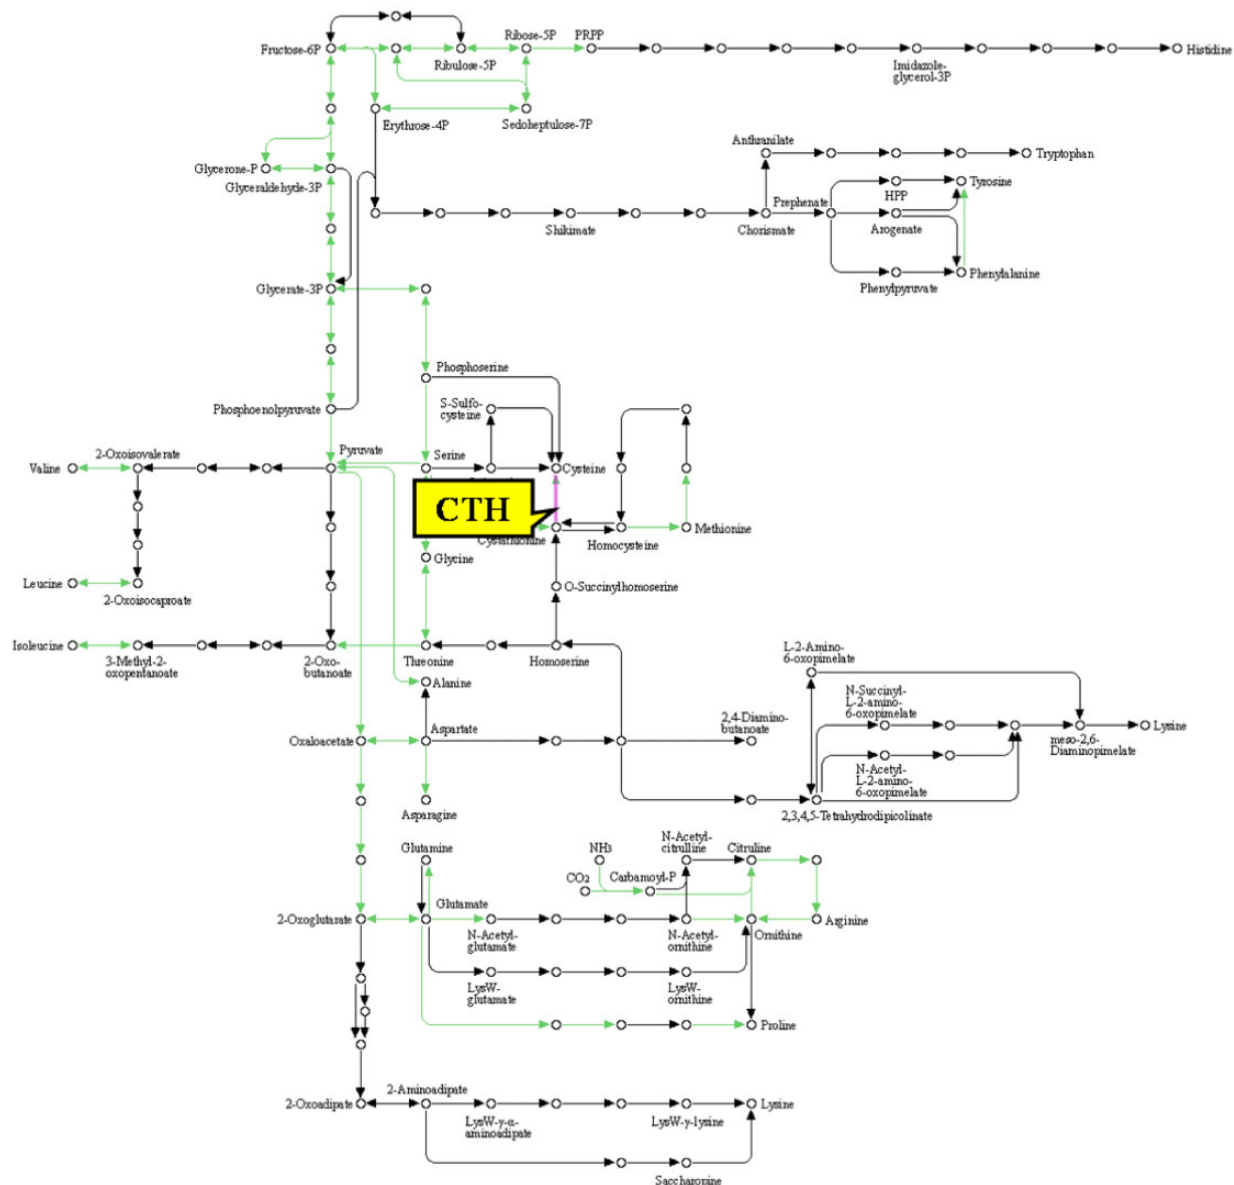 Fructose-6P
Ribulose-5P
Ribose-5P
PRPP
Imidazole-
glycerol-3P
Histidine
Erythrose-4P
Sedoheptulose-7P
Glycerone-P
Glyceraldehyde-3P
Anthranilate
Tryptophan
Shikimate
Chorismate
Prephenate
HPP
Tyrosine
Arogenate
Phenylpyruvate
Phenylalanine
Glycerate-3P
Phosphoserine
Phosphoenolpyruvate
S-Sulfo-
cysteine
Valine
2-Oxoisovalerate
Pyruvate
Serine
Cysteine
CTH
Cystathionine
Homocysteine
Methionine
Glycine
Leucine
2-Oxoisocaproate
O-Succinylhomoserine
Isoleucine
3-Methyl-2-
oxopentanoate
2-Oxo-
butanoate
Threonine
Homoserine
Alanine
L-2-Amino-
6-oxopimelate
N-Succinyl-
L-2-amino-
6-oxopimelate
Oxaloacetate
Aspartate
2,4-Diamino-
butanoate
meso-2,6-
Diaminopimelate
Lysine
N-Acetyl-
L-2-amino-
6-oxopimelate
Asparagine
2,3,4,5-Tetrahydrodipicolinate
Glutamine
NH3
N-Acetyl-
citrulline
Citruline
CO2
Carbamoyl-P
2-Oxoglutarate
Glutamate
N-Acetyl-
glutamate
N-Acetyl-
ornithine
Ornithine
Arginine
LysW-
glutamate
LysW-
ornithine
Proline
2-Oxoadipate
2-Aminoadipate
LysW-γ-α-
aminoadipate
LysW-γ-lysine
Lysine
Saccharopine